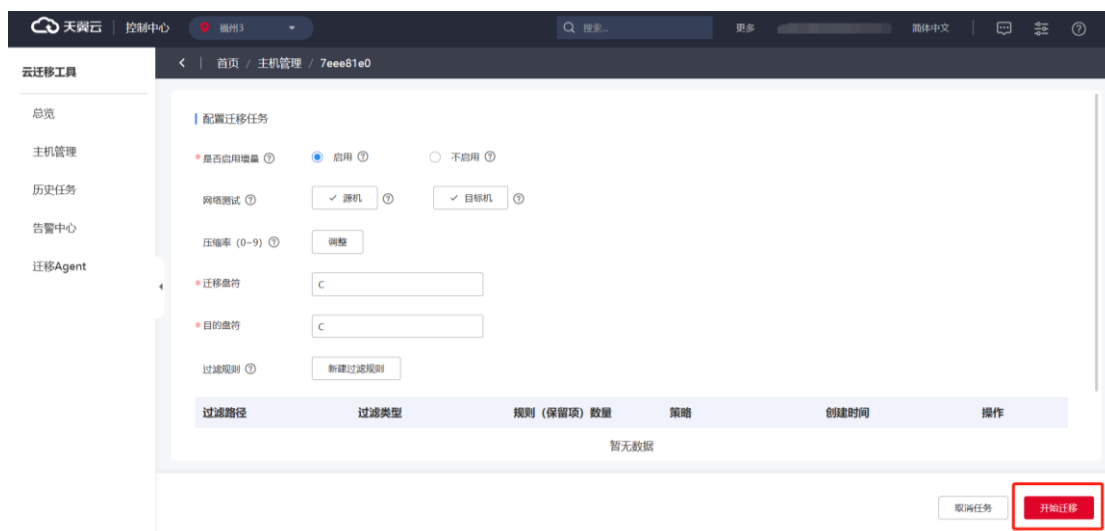 天翼云 控制中心 福州3 搜索... 更多 简体中文
云迁移工具
首页 / 主机管理 / 7eee81e0
总览
主机管理
历史任务
告警中心
迁移Agent
配置迁移任务
* 是否启用增量 启用 不启用
网络测试 源机 目标机
压缩率（0~9） 调整
* 迁移盘符 C
* 目的盘符 C
过滤规则 新建过滤规则
过滤路径 过滤类型 规则（保留项）数量 策略 创建时间 操作
暂无数据
取消任务 开始迁移